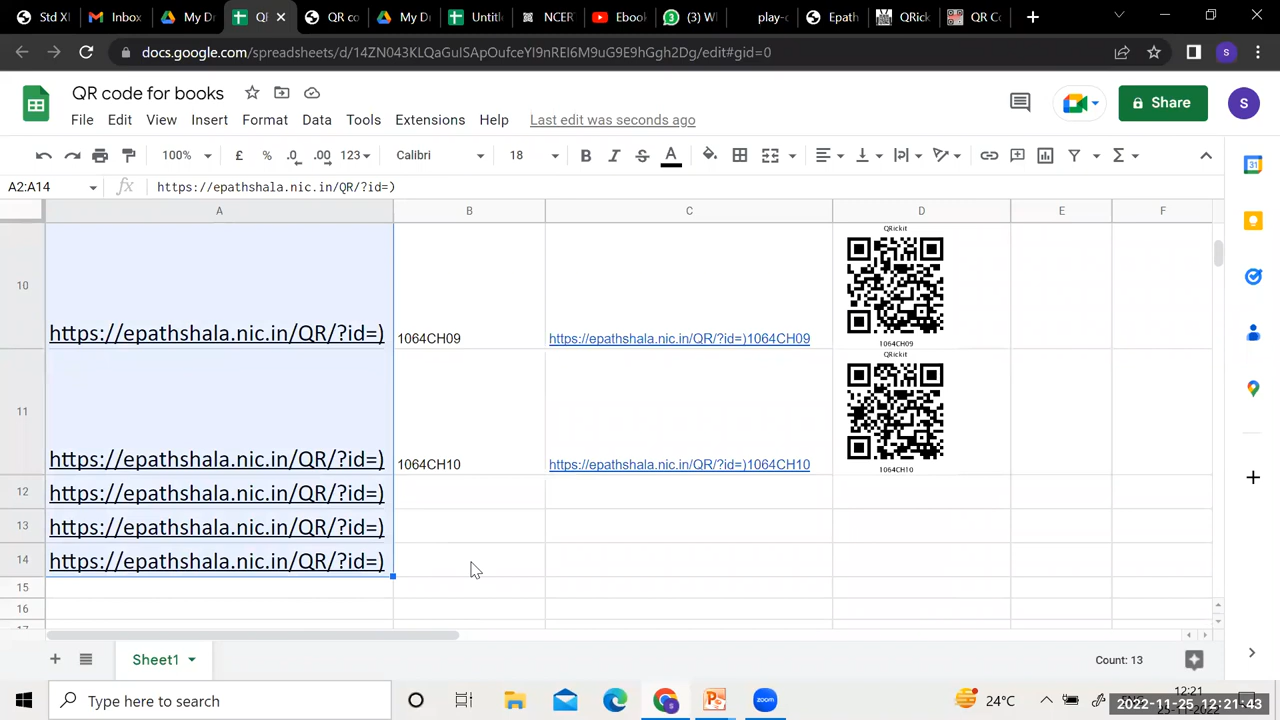 Std XI
Inbox
My Dr
QR
QR co
My Dr
Untitle
NCER
Ebook
(3) W
play-c
Epath
QRick
QR Co
docs.google.com/spreadsheets/d/14ZN043KLQaGuISApOufceYI9nREI6M9uG9E9hGgh2Dg/edit#gid=0
S
QR code for books
File Edit View Insert Format Data Tools Extensions Help Last edit was seconds ago
Share
S
100% £ % .0 .00 123 Calibri 18 B I S A
A2:A14 fx https://epathshala.nic.in/QR/?id=)
A B C D E F
QRickit
10 https://epathshala.nic.in/QR/?id=) 1064CH09 https://epathshala.nic.in/QR/?id=)1064CH09
1064CH09
QRickit
11 https://epathshala.nic.in/QR/?id=) 1064CH10 https://epathshala.nic.in/QR/?id=)1064CH10
1064CH10
12 https://epathshala.nic.in/QR/?id=)
13 https://epathshala.nic.in/QR/?id=)
14 https://epathshala.nic.in/QR/?id=)
15
16
Sheet1 Count: 13
Type here to search
zoom
24°C
12:21
2022-11-25 12:21:43